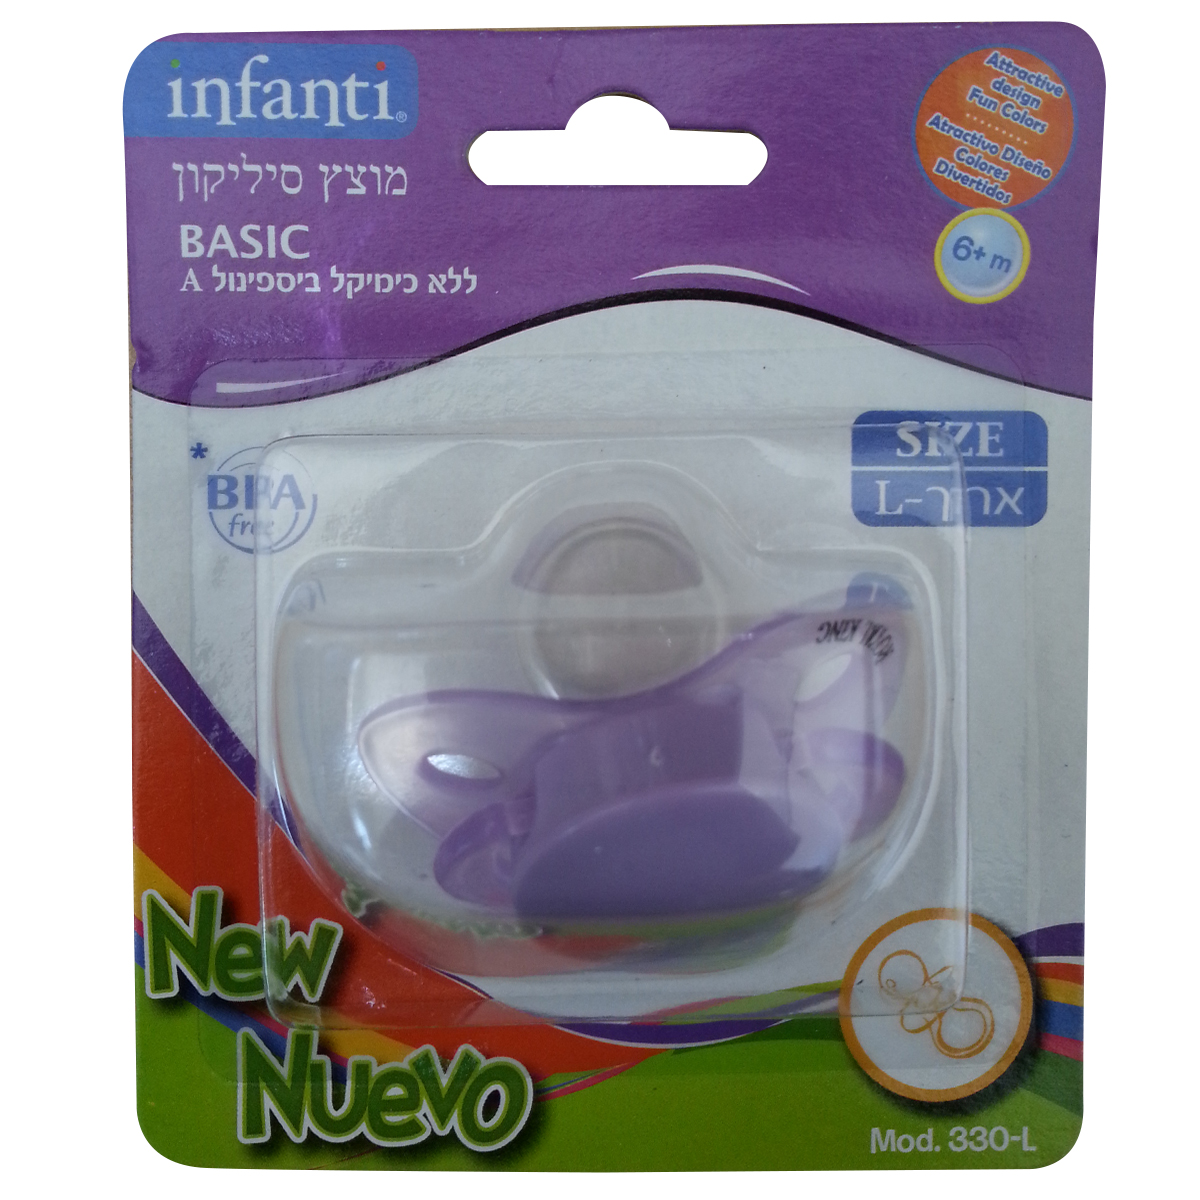 infanti®
מוצץ סיליקון
BASIC
ללא כימיקל ביספינול A
Attractive
design
Fun Colors
Atractivo Diseño
Colores
Divertidos
6+ m
SIZE
ארוך-L
*
BPA
free
New
Nuevo
Mod. 330-L